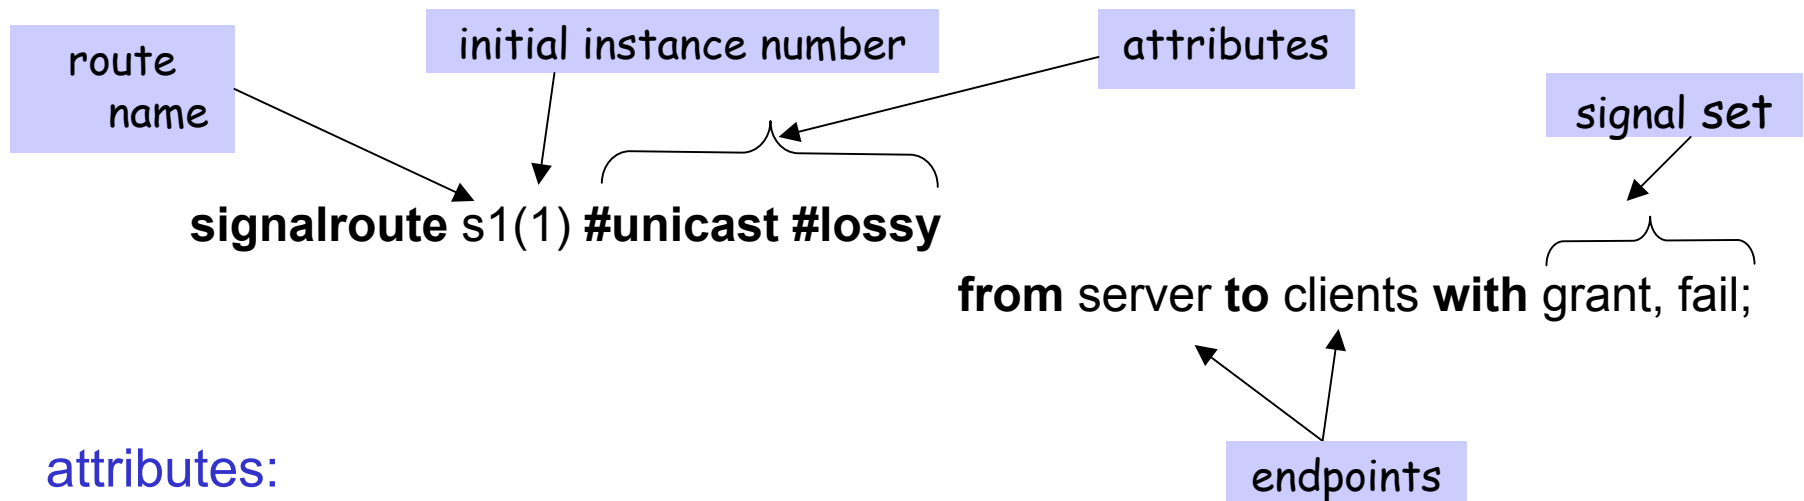 route
name
initial instance number
attributes
signal set
signalroute s1(1) #unicast #lossy
from server to clients with grant, fail;
attributes:
endpoints